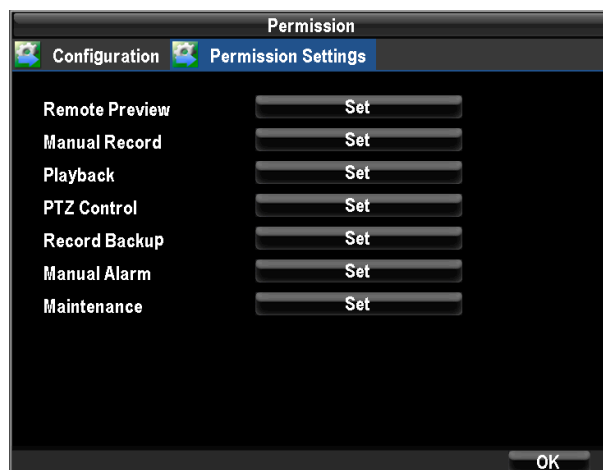 Permission
Configuration Permission Settings
Remote Preview Set
Manual Record Set
Playback Set
PTZ Control Set
Record Backup Set
Manual Alarm Set
Maintenance Set
OK